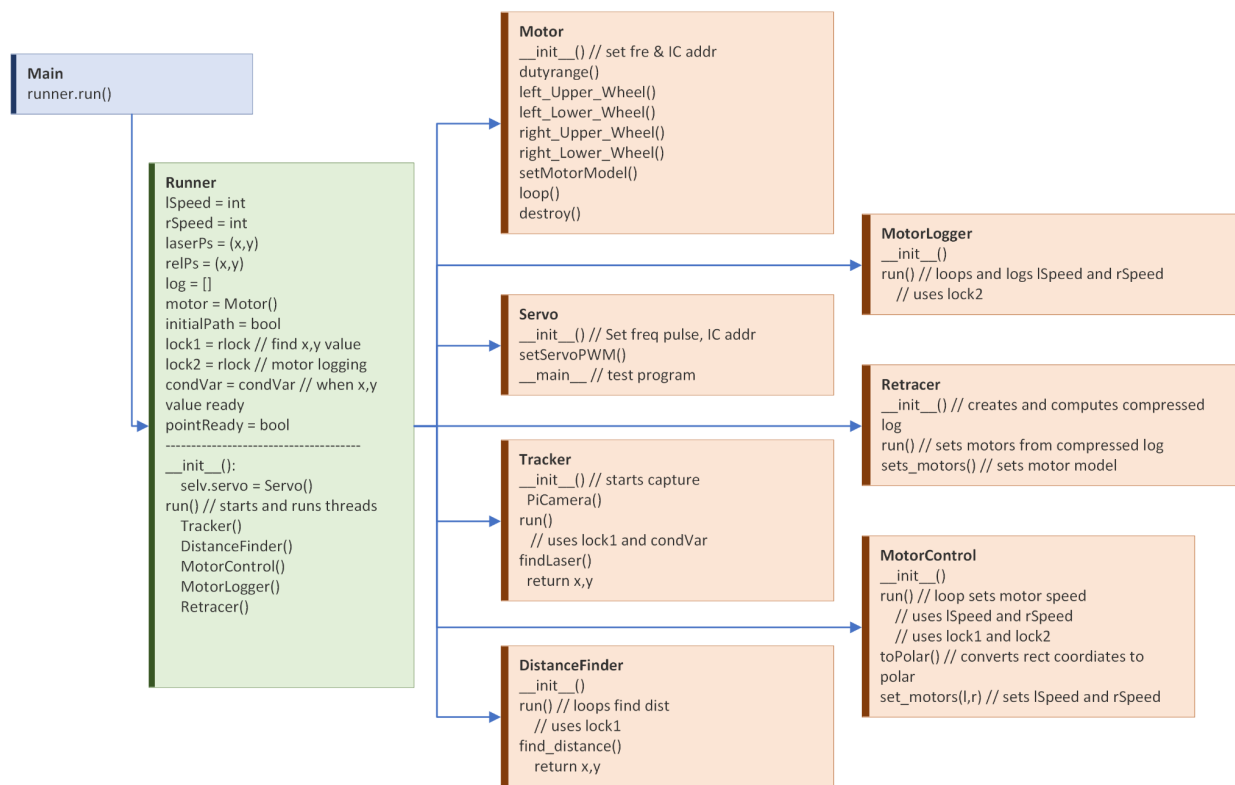 Main
runner.run()
Runner
lSpeed = int
rSpeed = int
laserPs = (x,y)
relPs = (x,y)
log = []
motor = Motor()
initialPath = bool
lock1 = rlock // find x,y value
lock2 = rlock // motor logging
condVar = condVar // when x,y
value ready
pointReady = bool
--------------------------------------
__init__():
selv.servo = Servo()
run() // starts and runs threads
Tracker()
DistanceFinder()
MotorControl()
MotorLogger()
Retracer()
Motor
__init__() // set fre & IC addr
dutyrange()
left_Upper_Wheel()
left_Lower_Wheel()
right_Upper_Wheel()
right_Lower_Wheel()
setMotorModel()
loop()
destroy()
Servo
__init__() // Set freq pulse, IC addr
setServoPWM()
__main__ // test program
Tracker
__init__() // starts capture
PiCamera()
run()
// uses lock1 and condVar
findLaser()
return x,y
DistanceFinder
__init__()
run() // loops find dist
// uses lock1
find_distance()
return x,y
MotorLogger
__init__()
run() // loops and logs lSpeed and rSpeed
// uses lock2
Retracer
__init__() // creates and computes compressed
log
run() // sets motors from compressed log
sets_motors() // sets motor model
MotorControl
__init__()
run() // loop sets motor speed
// uses lSpeed and rSpeed
// uses lock1 and lock2
toPolar() // converts rect coordiates to
polar
set_motors(l,r) // sets lSpeed and rSpeed